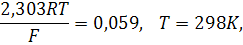 2,303RT/F = 0,059, T = 298K,